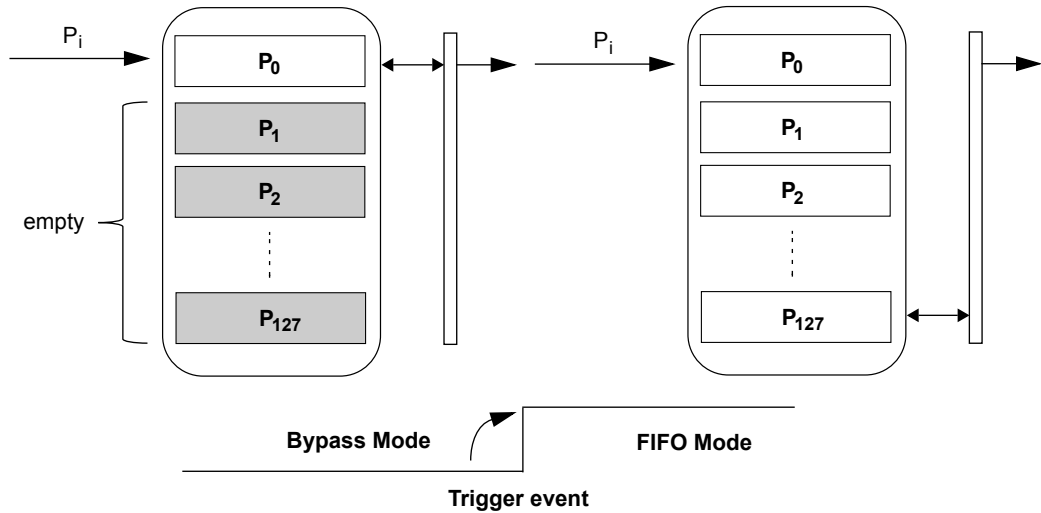 P_i
P_0
P_1
P_2
P_127
empty
P_i
P_0
P_1
P_2
P_127
Bypass Mode
FIFO Mode
Trigger event